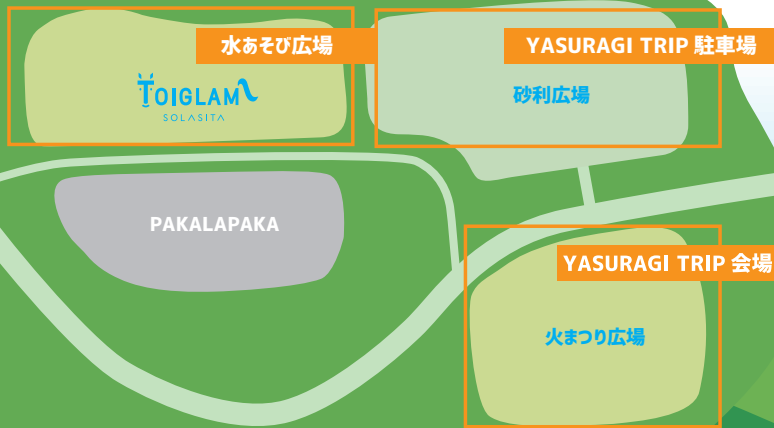 水あそび広場
YASURAGI TRIP 駐車場
TOIGLAM
SOLASITA
砂利広場
PAKALAPAKA
YASURAGI TRIP 会場
火まつり広場